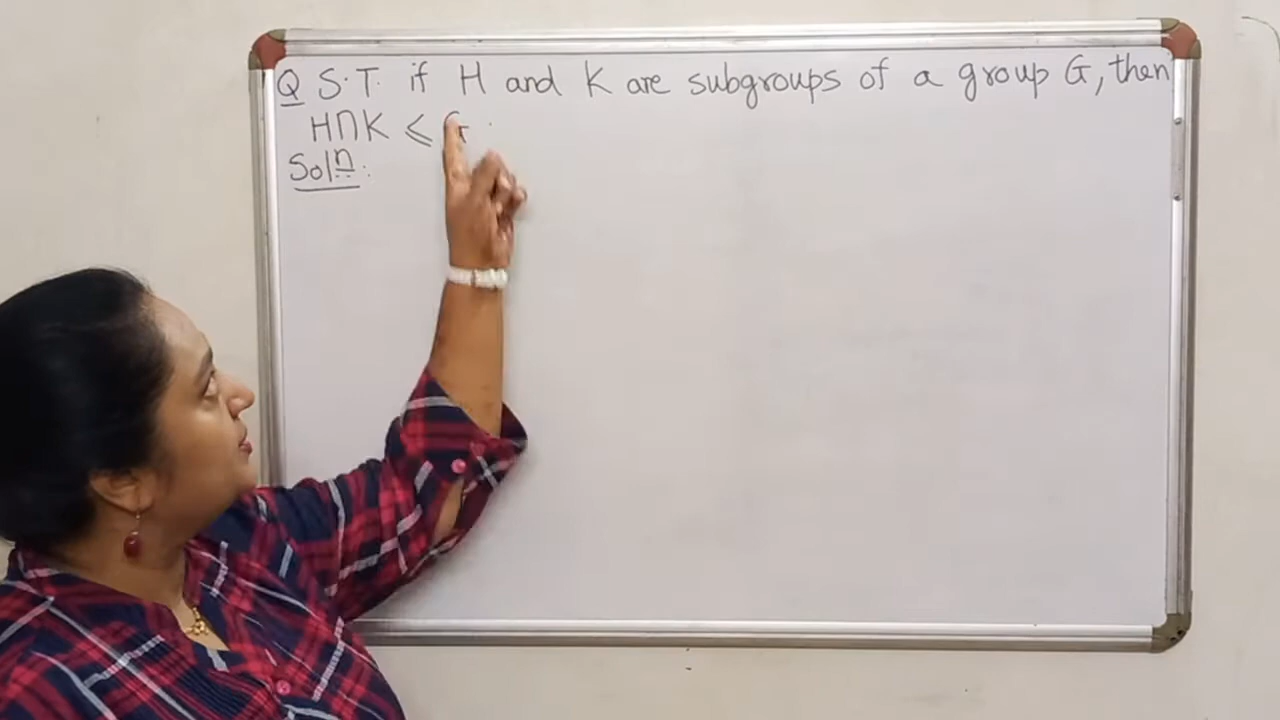 Q S.T. if H and K are subgroups of a group G, then
H∩K ≤ G.
Solⁿ: